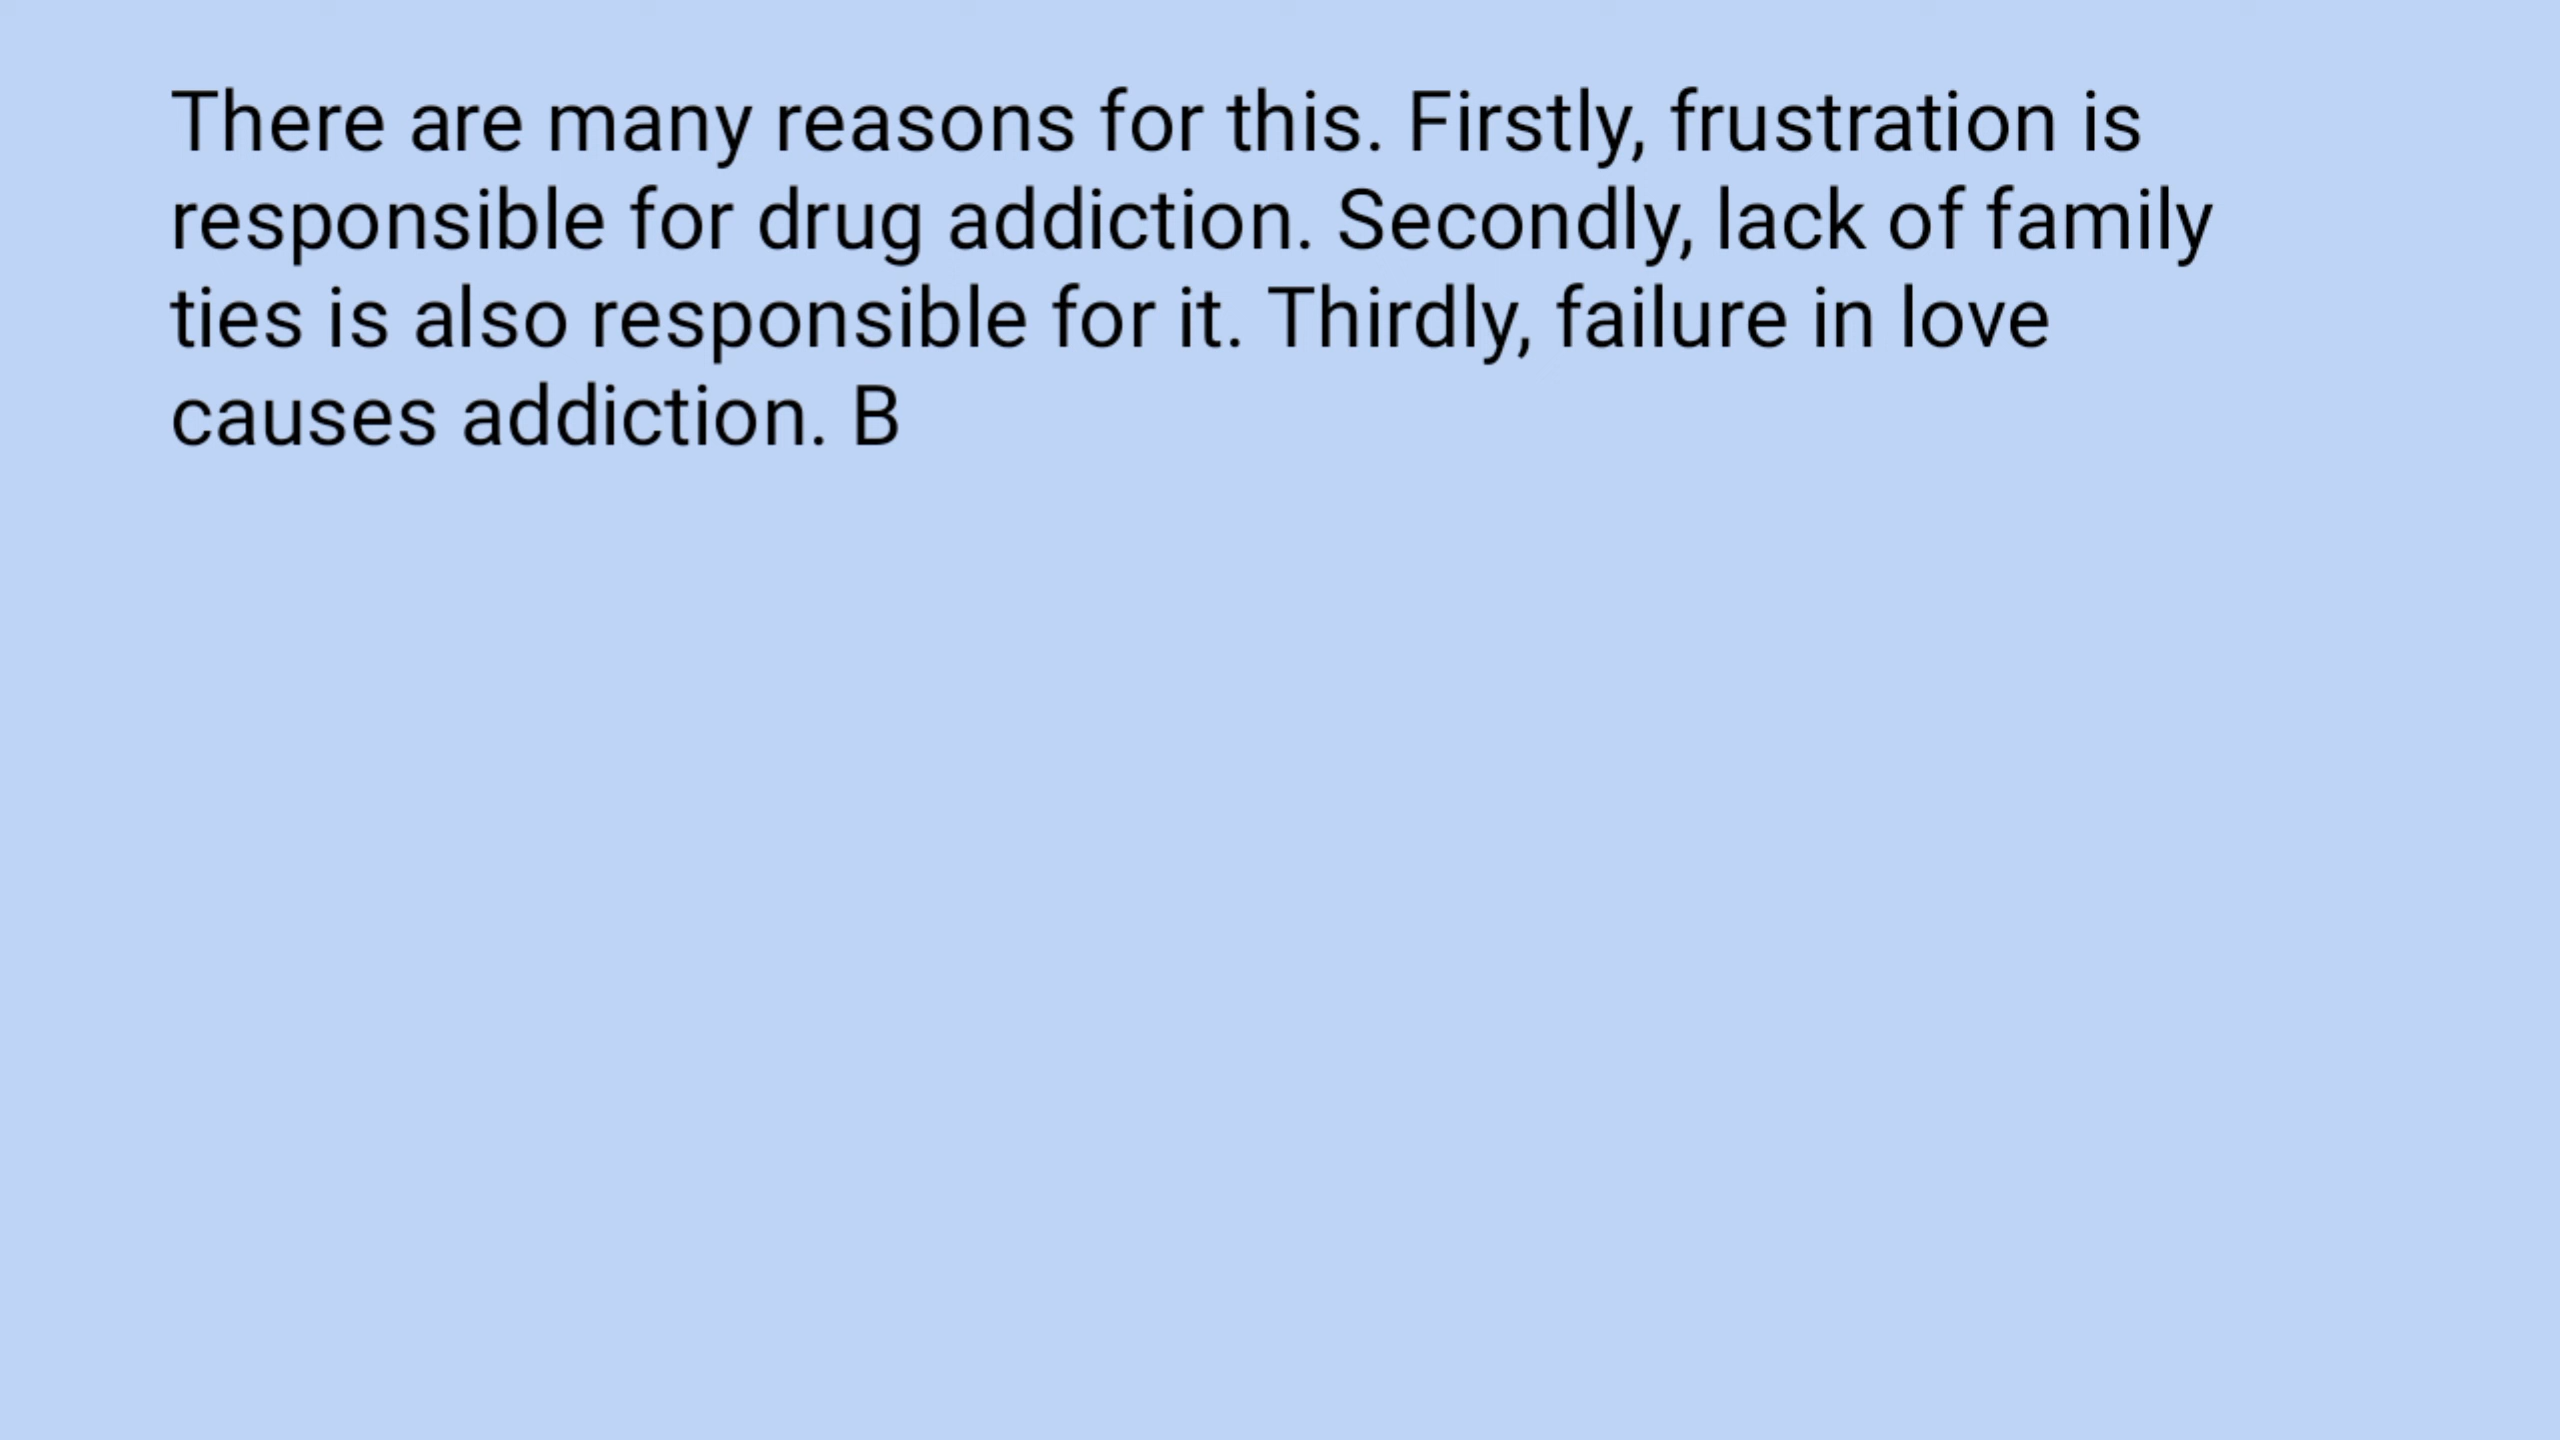 There are many reasons for this. Firstly, frustration is
responsible for drug addiction. Secondly, lack of family
ties is also responsible for it. Thirdly, failure in love
causes addiction. B